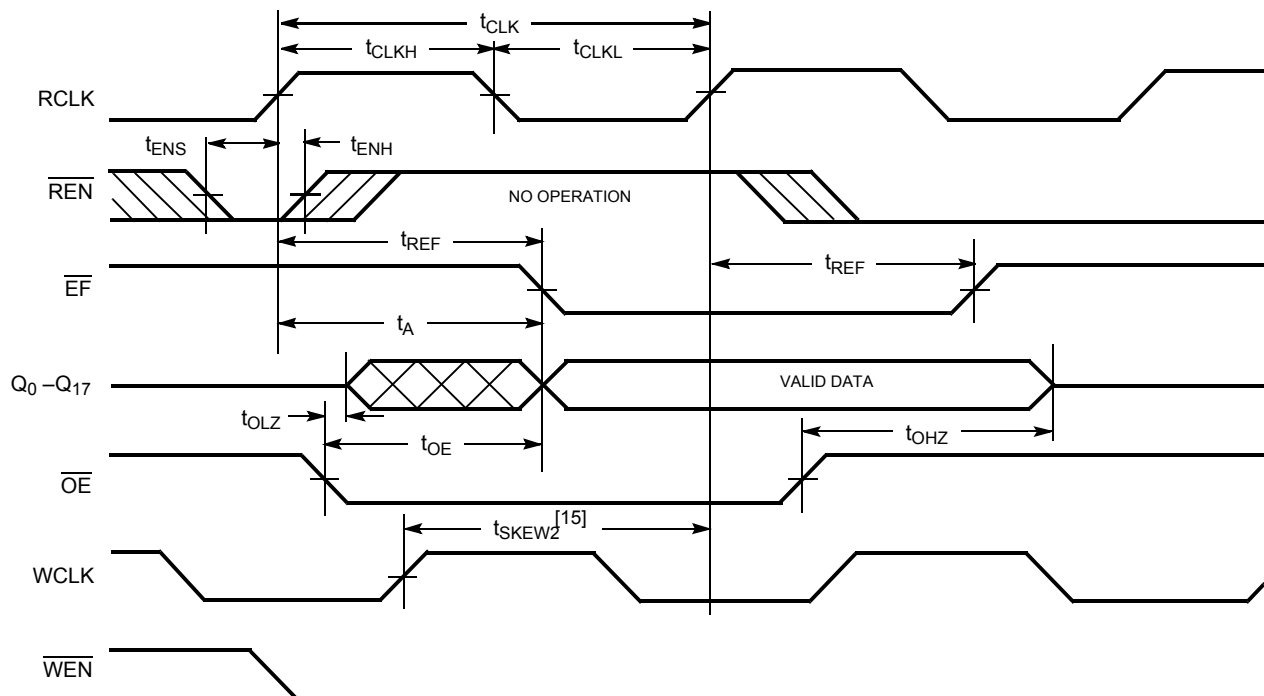 tCLK
tCLKH
tCLKL
RCLK
tENS
tENH
REN
NO OPERATION
tREF
tREF
EF
tA
Q0 –Q17
VALID DATA
tOLZ
tOE
tOHZ
OE
tSKEW2[15]
WCLK
WEN